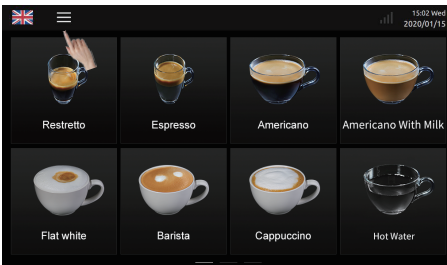 15:02 Wed
2020/01/15
Restretto
Espresso
Americano
Americano With Milk
Flat white
Barista
Cappuccino
Hot Water